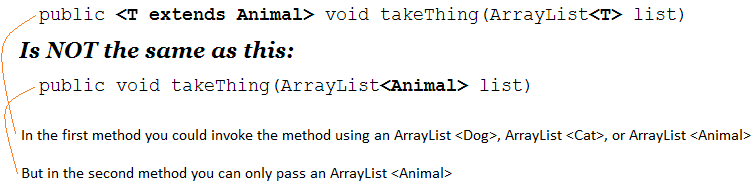 public <T extends Animal> void takeThing(ArrayList<T> list)
Is NOT the same as this:
public void takeThing(ArrayList<Animal> list)
In the first method you could invoke the method using an ArrayList <Dog>, ArrayList <Cat>, or ArrayList <Animal>
But in the second method you can only pass an ArrayList <Animal>